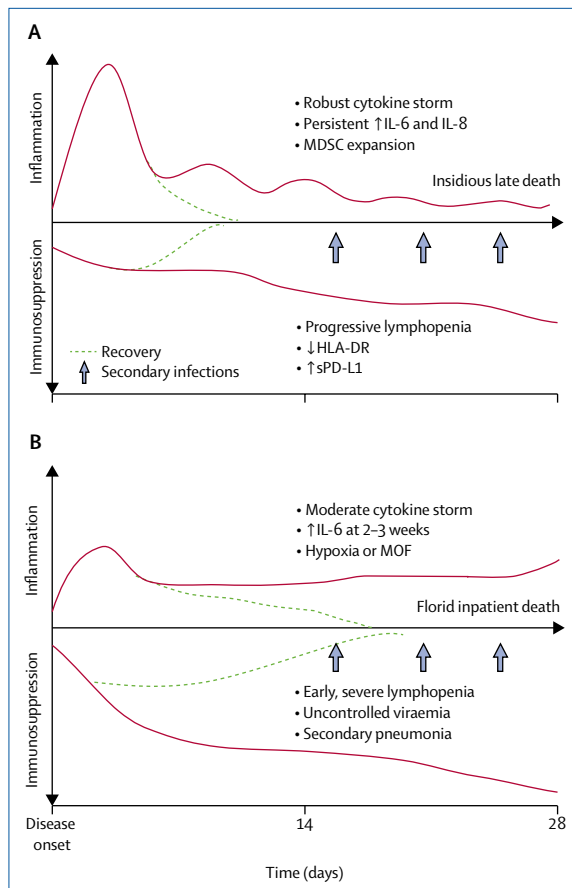 A
Inflammation
• Robust cytokine storm
• Persistent ↑IL-6 and IL-8
• MDSC expansion
Insidious late death
Immunosuppression
• Progressive lymphopenia
• ↓HLA-DR
• ↑sPD-L1
Recovery
Secondary infections
B
Inflammation
• Moderate cytokine storm
• ↑IL-6 at 2–3 weeks
• Hypoxia or MOF
Florid inpatient death
Immunosuppression
• Early, severe lymphopenia
• Uncontrolled viraemia
• Secondary pneumonia
Disease
onset
14
28
Time (days)